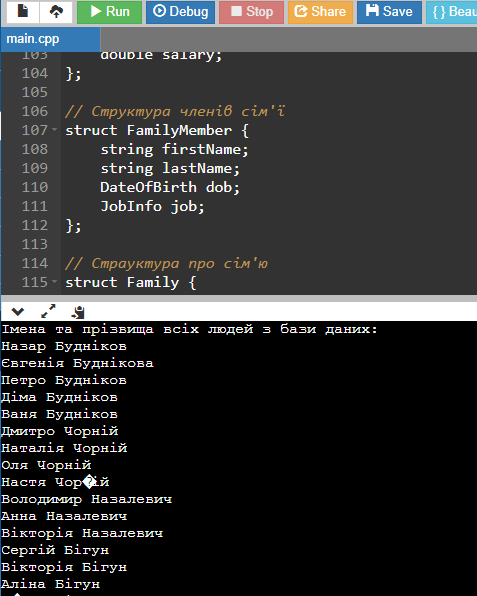 Run Debug Stop Share Save { } Beau
main.cpp
103 double salary;
104 };
105
106 // Структура членів сім'ї
107 struct FamilyMember {
108 string firstName;
109 string lastName;
110 DateOfBirth dob;
111 JobInfo job;
112 };
113
114 // Страуктура про сім'ю
115 struct Family {
Імена та прізвища всіх людей з бази даних:
Назар Будніков
Євгенія Буднікова
Петро Будніков
Діма Будніков
Ваня Будніков
Дмитро Чорній
Наталія Чорній
Оля Чорній
Настя Чор�ій
Володимир Назалевич
Анна Назалевич
Вікторія Назалевич
Сергій Бігун
Вікторія Бігун
Аліна Бігун